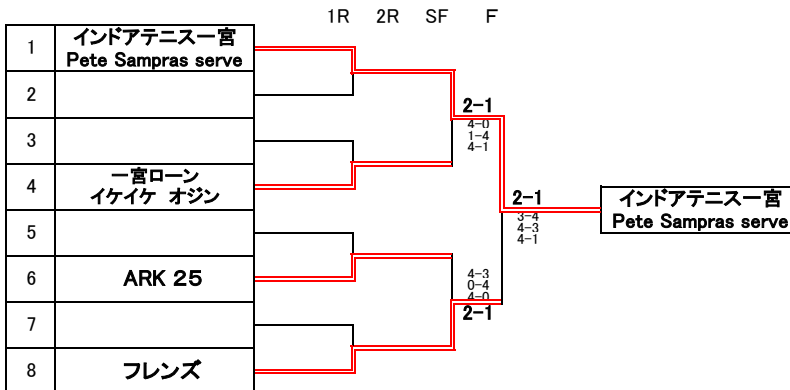 1R 2R SF F
1 インドアテニス一宮
Pete Sampras serve
2
3
4 一宮ローン
イケイケ オジン
5
6 ARK 25
7
8 フレンズ
2-1
4-0
1-4
4-1
4-3
0-4
4-0
2-1
2-1
3-4
4-3
4-1
インドアテニス一宮
Pete Sampras serve